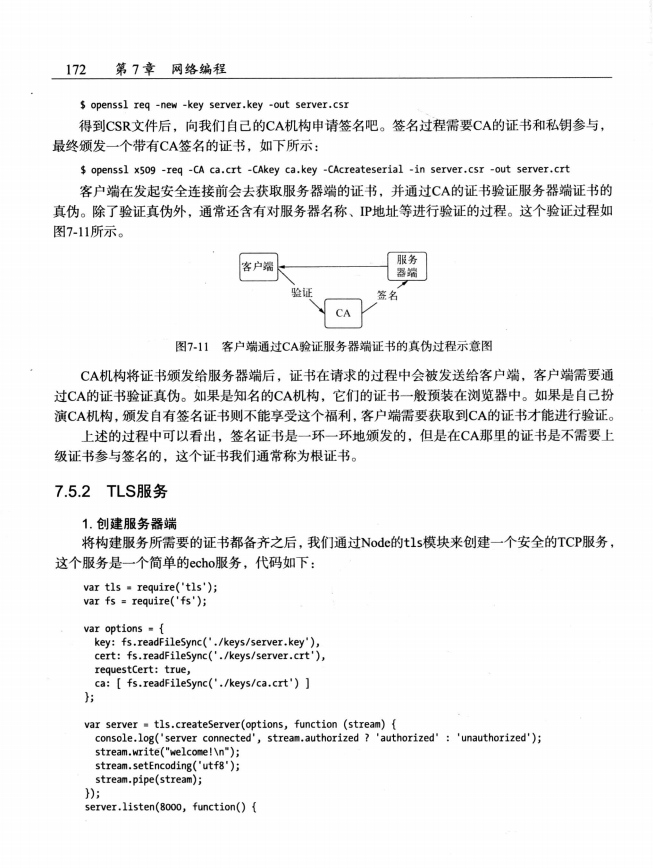 172 第 7 章 网络编程
$ openssl req -new -key server.key -out server.csr
得到CSR文件后，向我们自己的CA机构申请签名吧。签名过程需要CA的证书和私钥参与，
最终颁发一个带有CA签名的证书，如下所示：
$ openssl x509 -req -CA ca.crt -CAkey ca.key -CAcreateserial -in server.csr -out server.crt
客户端在发起安全连接前会去获取服务器端的证书，并通过CA的证书验证服务器端证书的
真伪。除了验证真伪外，通常还含有对服务器名称、IP地址等进行验证的过程。这个验证过程如
图7-11所示。
客户端
服务
器端
验证
签名
CA
图7-11 客户端通过CA验证服务器端证书的真伪过程示意图
CA机构将证书颁发给服务器端后，证书在请求的过程中会被发送给客户端，客户端需要通
过CA的证书验证真伪。如果是知名的CA机构，它们的证书一般预装在浏览器中。如果是自己扮
演CA机构，颁发自有签名证书则不能享受这个福利，客户端需要获取到CA的证书才能进行验证。
上述的过程中可以看出，签名证书是一环一环地颁发的，但是在CA那里的证书是不需要上
级证书参与签名的，这个证书我们通常称为根证书。
7.5.2 TLS服务
1. 创建服务器端
将构建服务所需要的证书都备齐之后，我们通过Node的tls模块来创建一个安全的TCP服务，
这个服务是一个简单的echo服务，代码如下：
var tls = require('tls');
var fs = require('fs');
var options = {
key: fs.readFileSync('./keys/server.key'),
cert: fs.readFileSync('./keys/server.crt'),
requestCert: true,
ca: [ fs.readFileSync('./keys/ca.crt') ]
};
var server = tls.createServer(options, function (stream) {
console.log('server connected', stream.authorized ? 'authorized' : 'unauthorized');
stream.write("welcome!\n");
stream.setEncoding('utf8');
stream.pipe(stream);
});
server.listen(8000, function() {